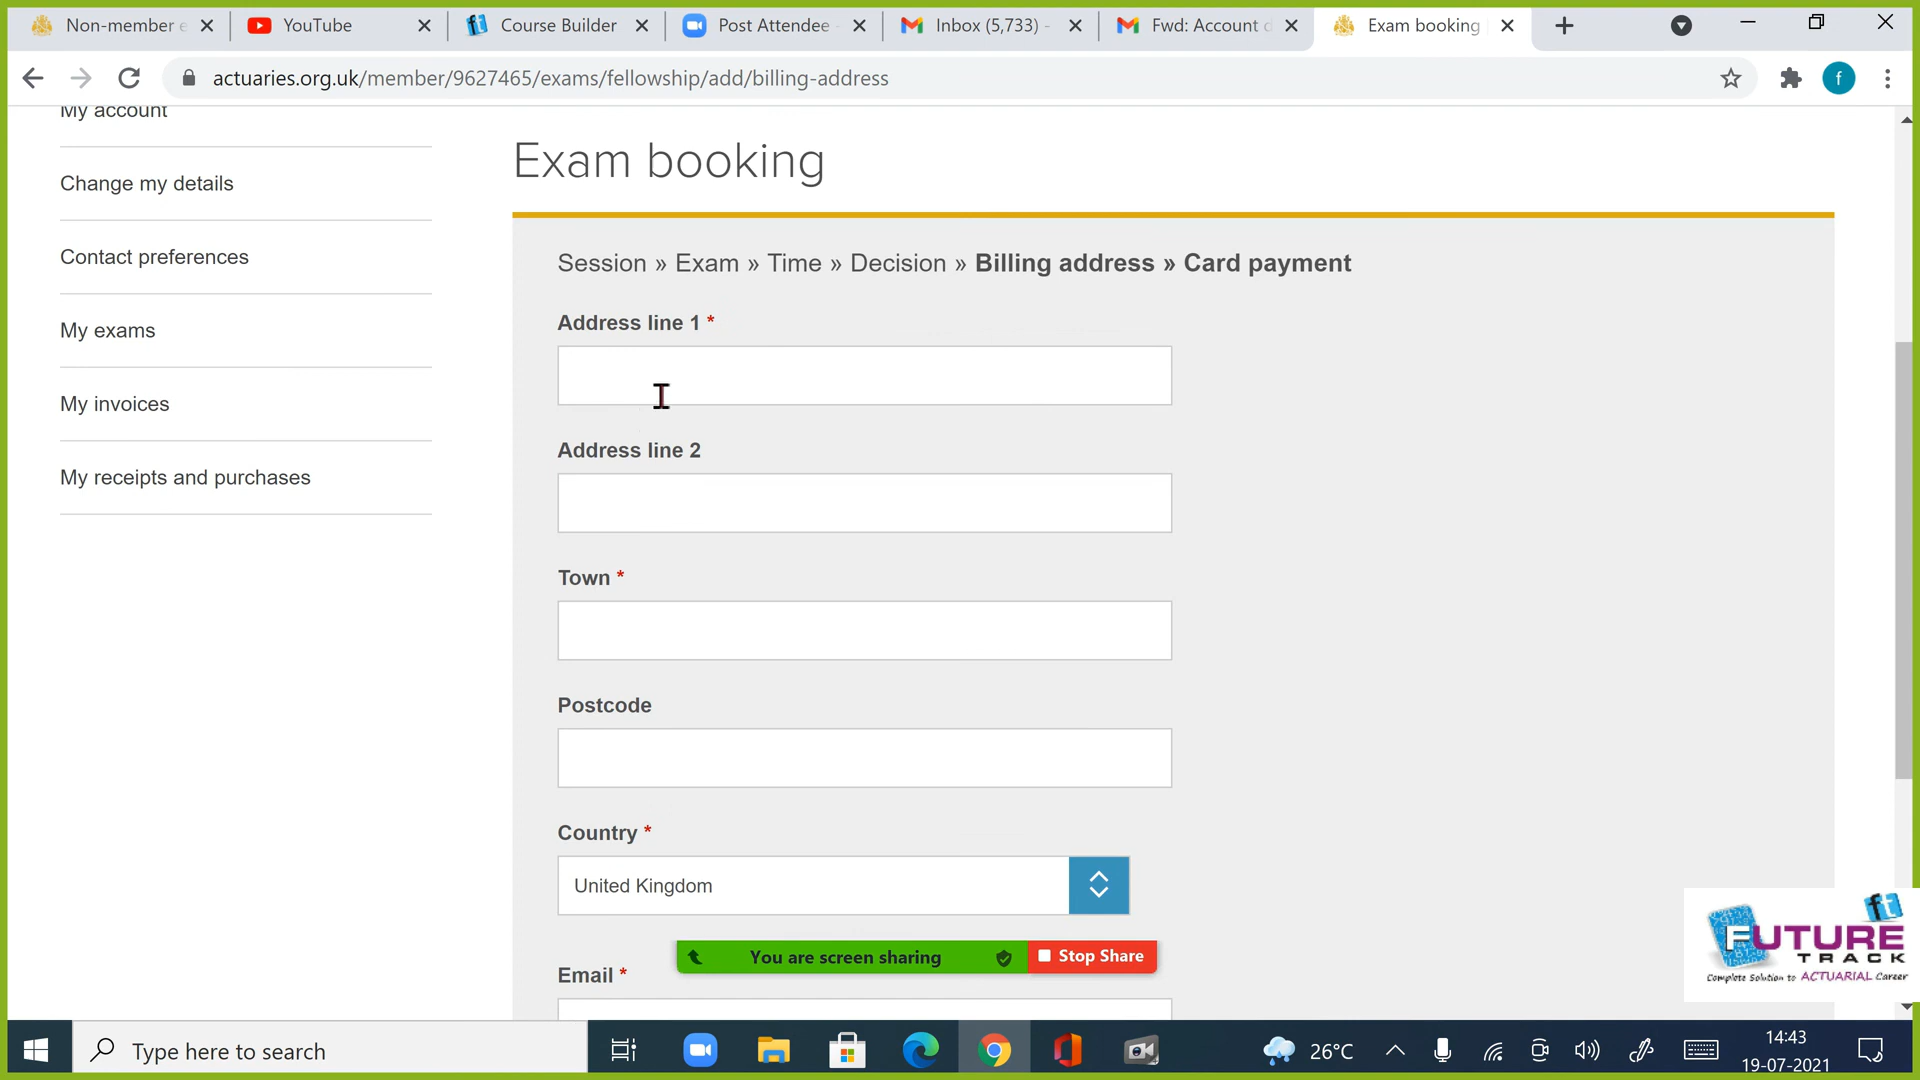 Non-member e
YouTube
Course Builder
Post Attendee -
Inbox (5,733) -
Fwd: Account d
Exam booking
actuaries.org.uk/member/9627465/exams/fellowship/add/billing-address
f
My account
Change my details
Contact preferences
My exams
My invoices
My receipts and purchases
Exam booking
Session » Exam » Time » Decision » Billing address » Card payment
Address line 1 *
Address line 2
Town *
Postcode
Country *
United Kingdom
You are screen sharing
Stop Share
Email *
ft
FUTURE
TRACK
Complete Solution to ACTUARIAL Career
Type here to search
26°C
14:43
19-07-2021